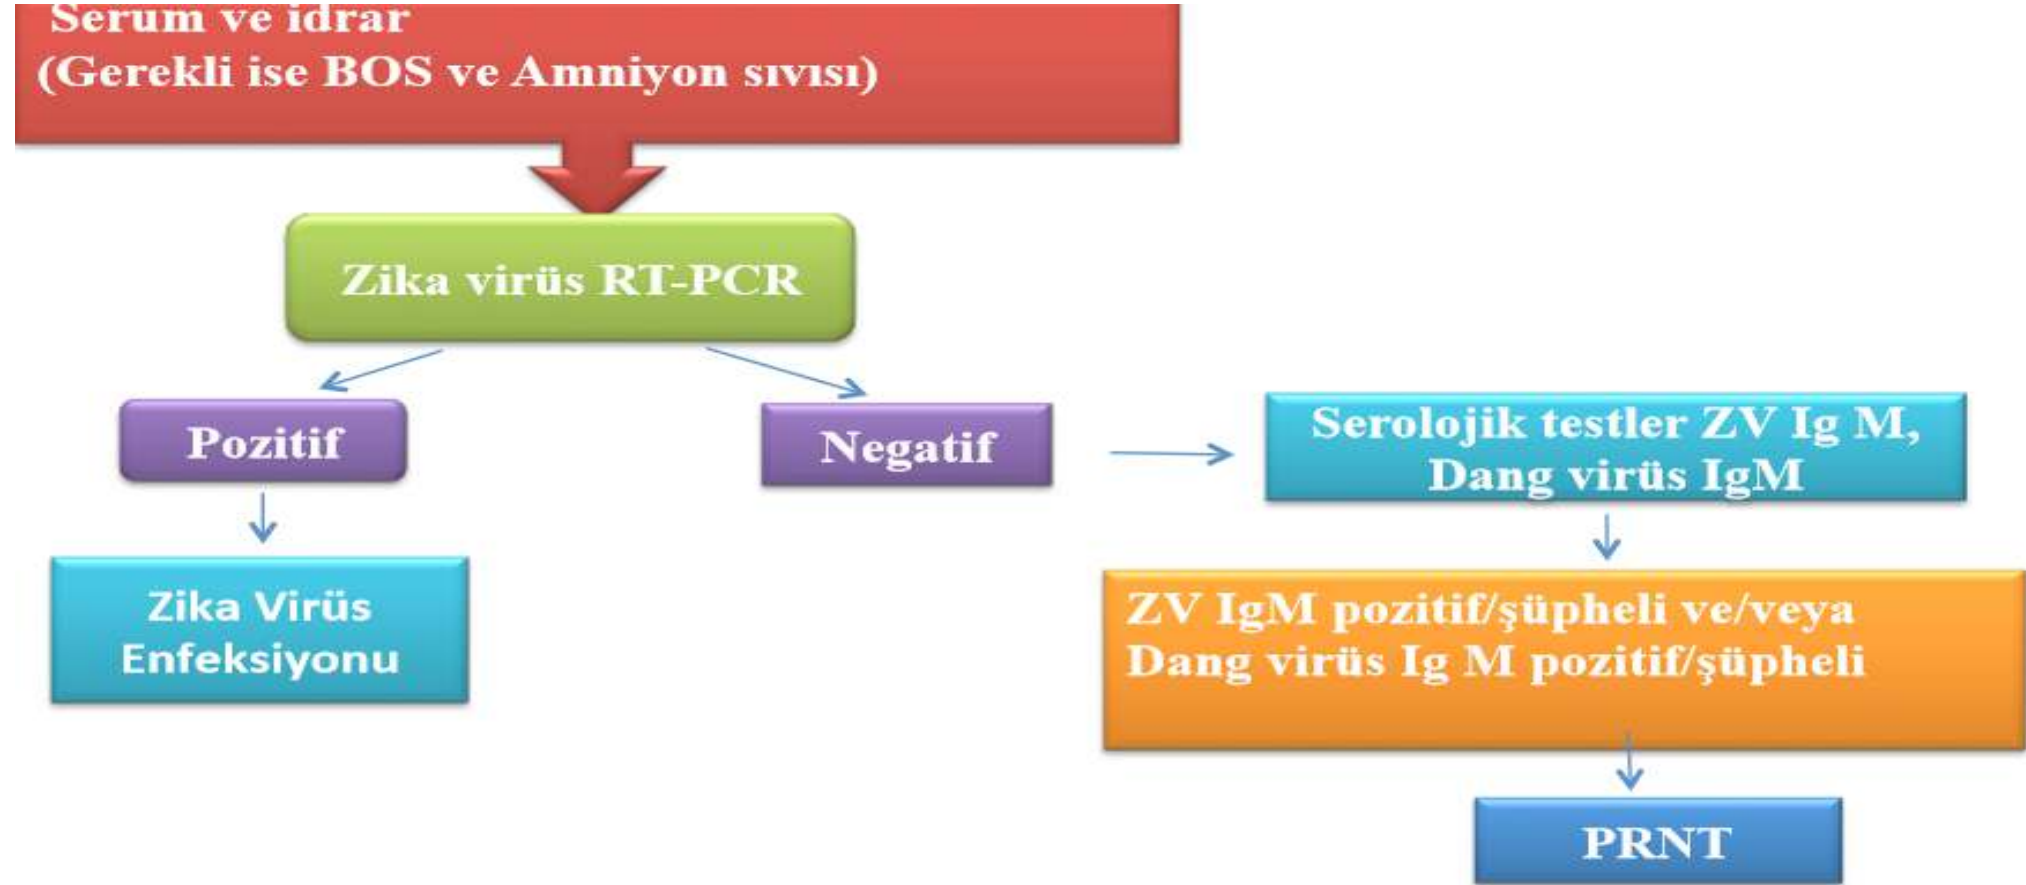 Serum ve idrar
(Gerekli ise BOS ve Amniyon sıvısı)
Zika virüs RT-PCR
Pozitif
Negatif
Serolojik testler ZV Ig M,
Dang virüs IgM
Zika Virüs
Enfeksiyonu
ZV IgM pozitif/şüpheli ve/veya
Dang virüs Ig M pozitif/şüpheli
PRNT